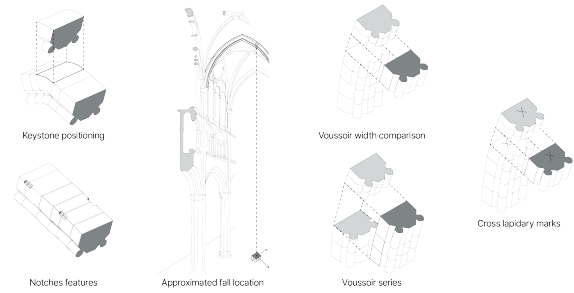 Keystone positioning
Voussoir width comparison
Cross lapidary marks
Notches features
Approximated fall location
Voussoir series